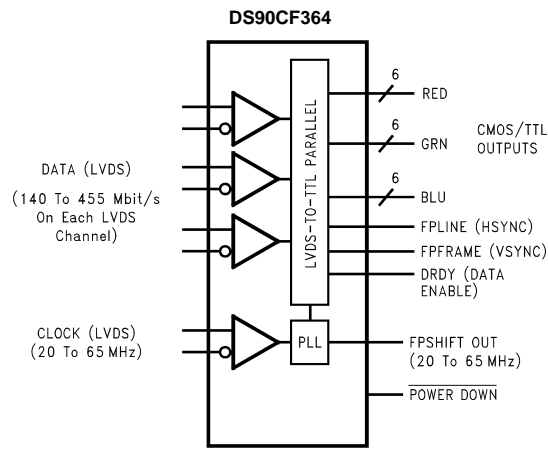 DS90CF364
DATA (LVDS)
(140 To 455 Mbit/s
On Each LVDS
Channel)
CLOCK (LVDS)
(20 To 65 MHz)
LVDS-TO-TTL PARALLEL
PLL
6
RED
6
GRN
CMOS/TTL
OUTPUTS
6
BLU
FPLINE (HSYNC)
FPFRAME (VSYNC)
DRDY (DATA
ENABLE)
FPSHIFT OUT
(20 To 65 MHz)
POWER DOWN